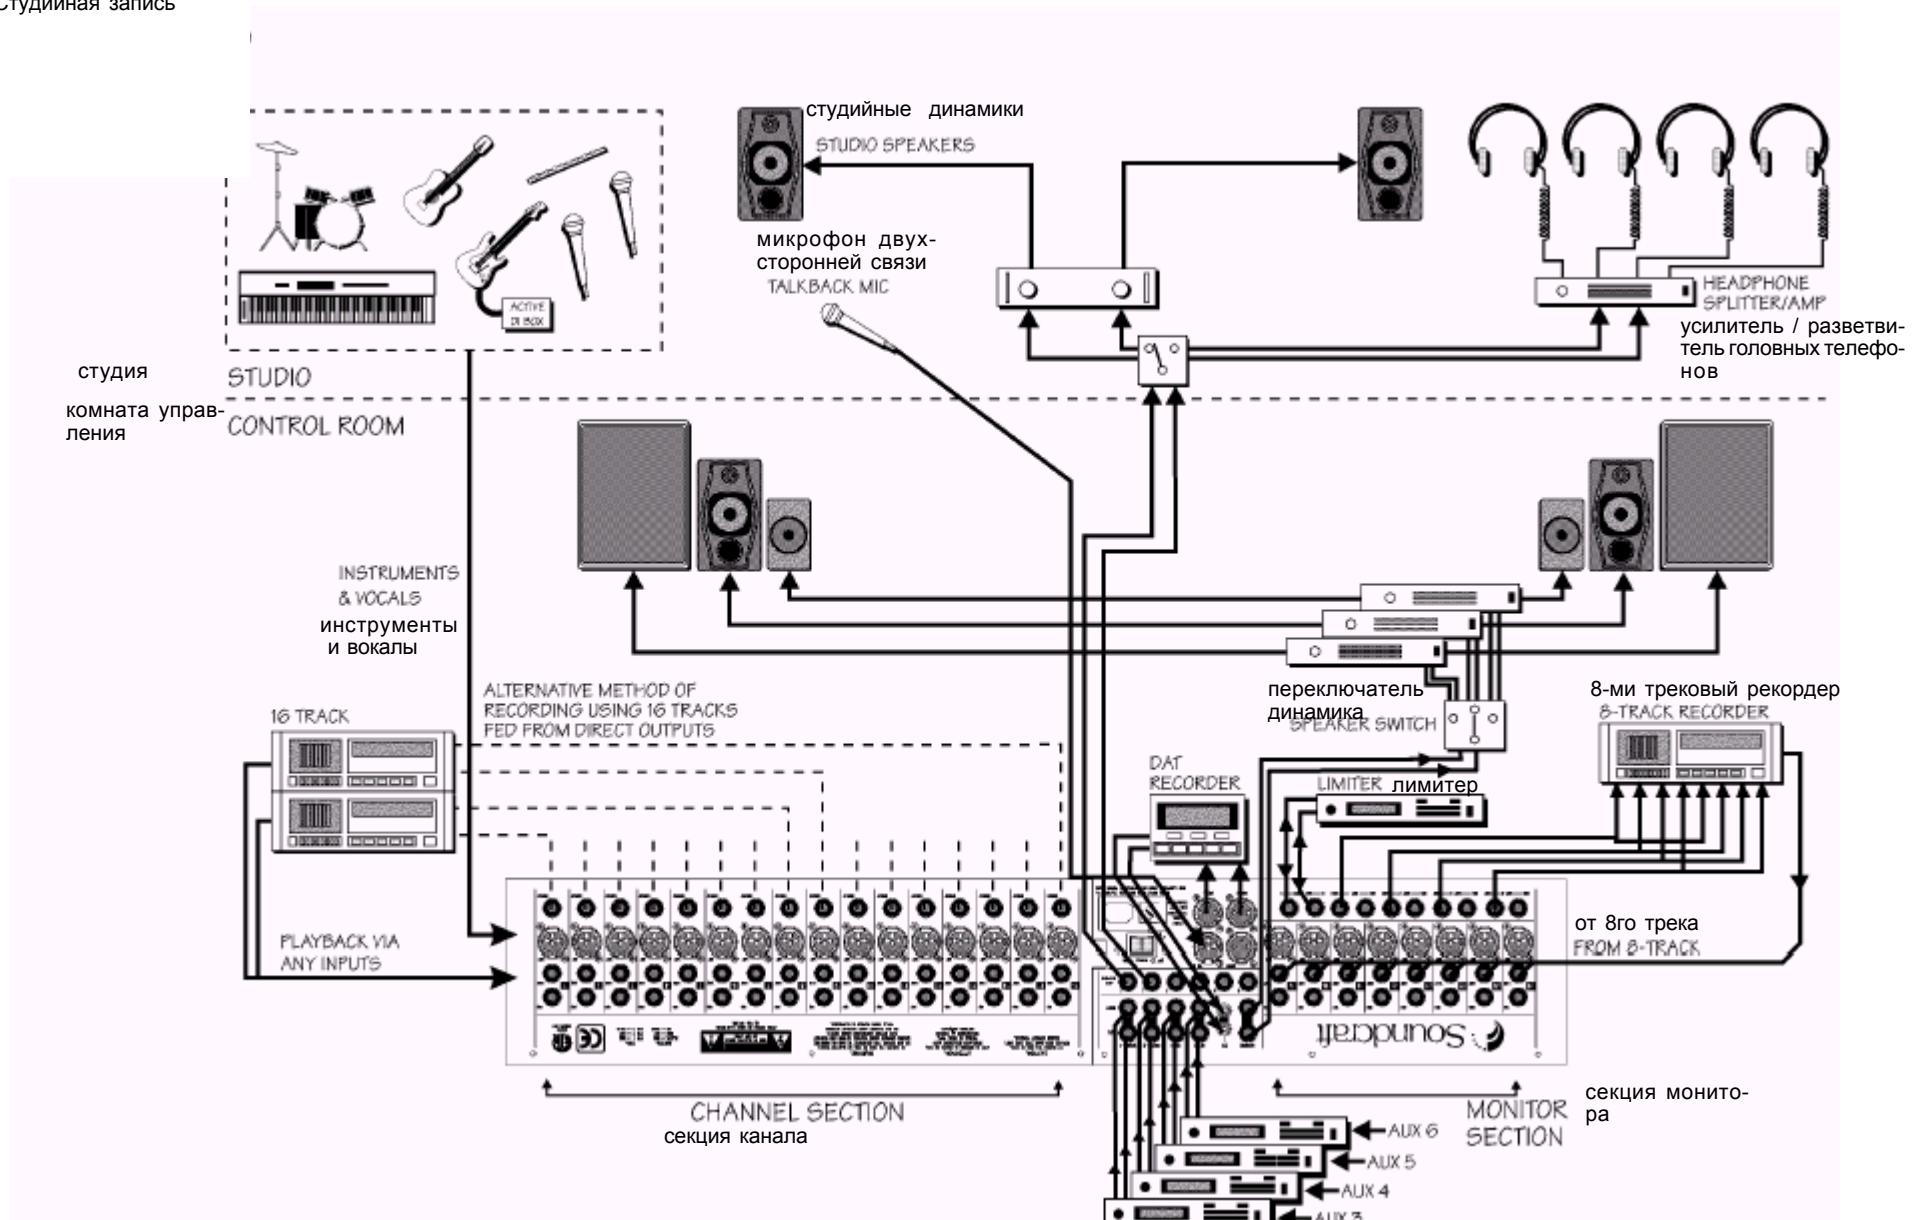 Студийная запись
студийные динамики
STUDIO SPEAKERS
микрофон двух-
сторонней связи
TALKBACK MIC
ACTIVE
DI BOX
HEADPHONE
SPLITTER/AMP
усилитель / разветви-
тель головных телефо-
нов
студия
STUDIO
комната управ-
ления
CONTROL ROOM
INSTRUMENTS
& VOCALS
инструменты
и вокалы
ALTERNATIVE METHOD OF
RECORDING USING 16 TRACKS
FED FROM DIRECT OUTPUTS
16 TRACK
переключатель
динамика
SPEAKER SWITCH
8-ми трековый рекордер
8-TRACK RECORDER
DAT
RECORDER
LIMITER лимитер
PLAYBACK VIA
ANY INPUTS
от 8го трека
FROM 8-TRACK
CE
Soundcraft
CHANNEL SECTION
секция канала
MONITOR
SECTION
секция монито-
ра
AUX 6
AUX 5
AUX 4
AUX 3